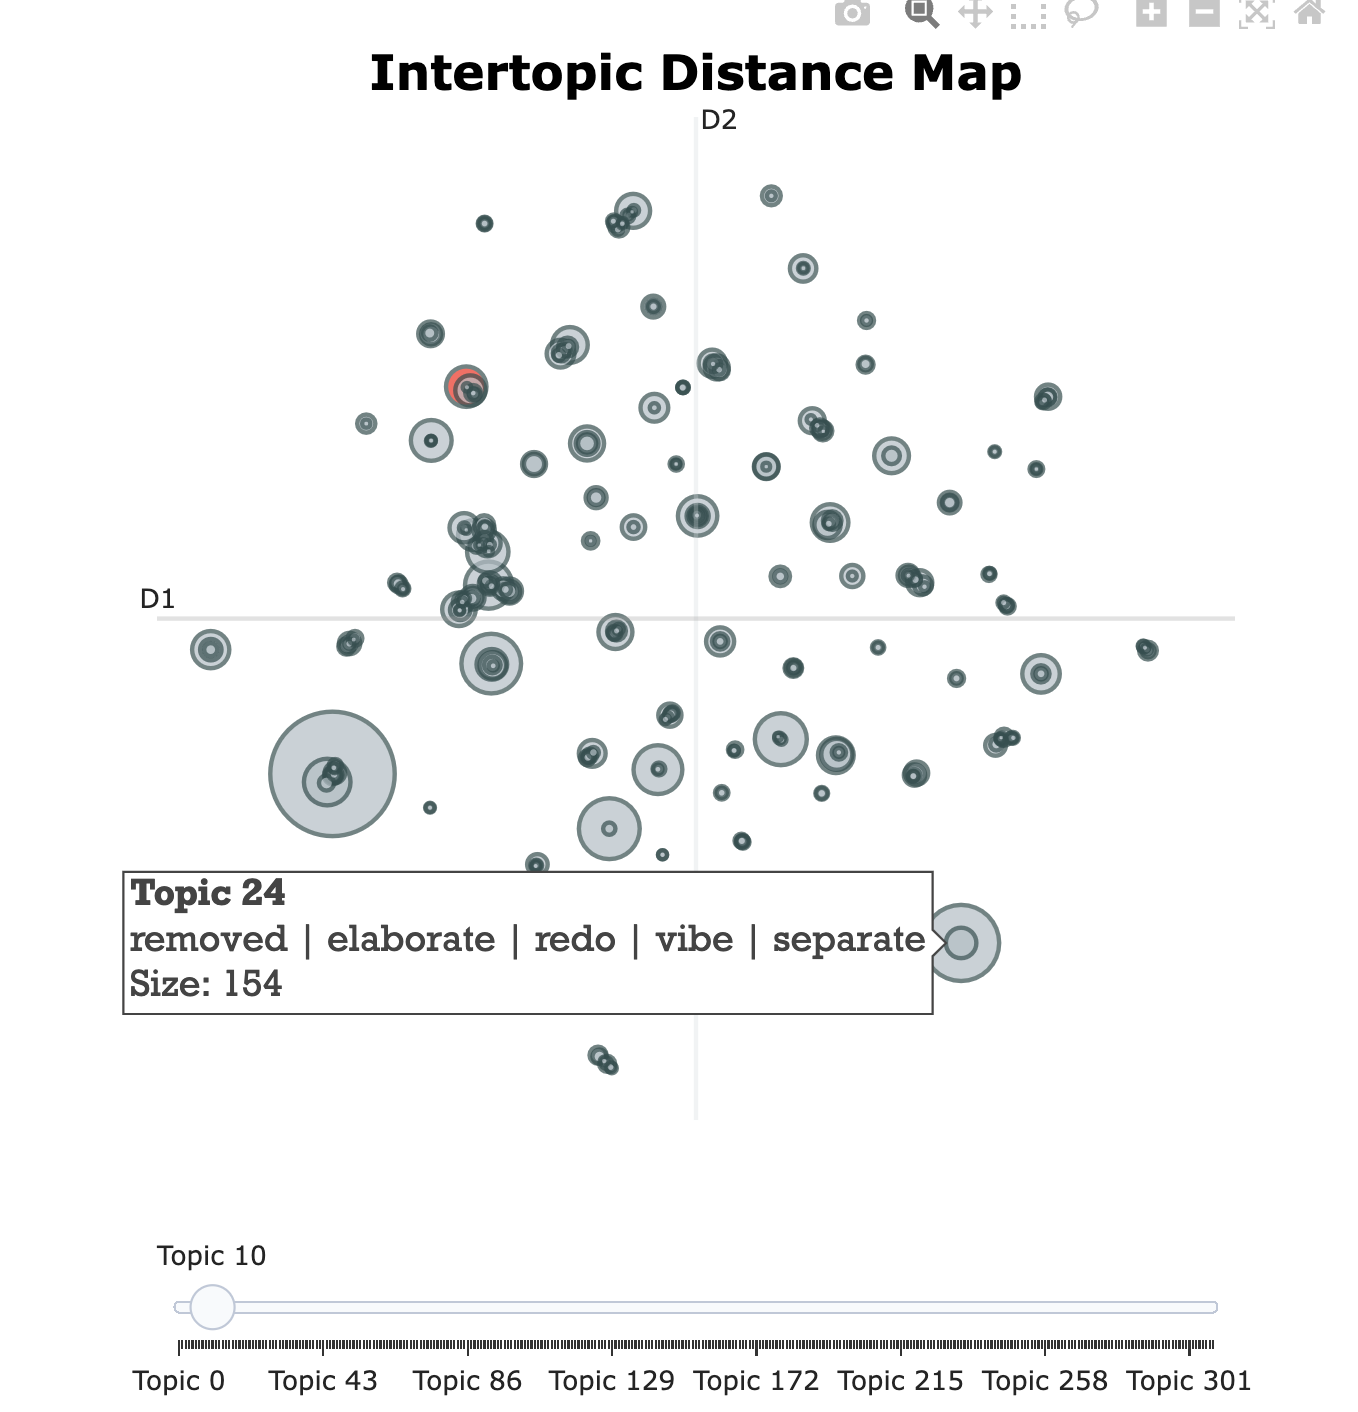 Intertopic Distance Map
D2
D1
Topic 24
removed | elaborate | redo | vibe | separate
Size: 154
Topic 10
Topic 0 Topic 43 Topic 86 Topic 129 Topic 172 Topic 215 Topic 258 Topic 301